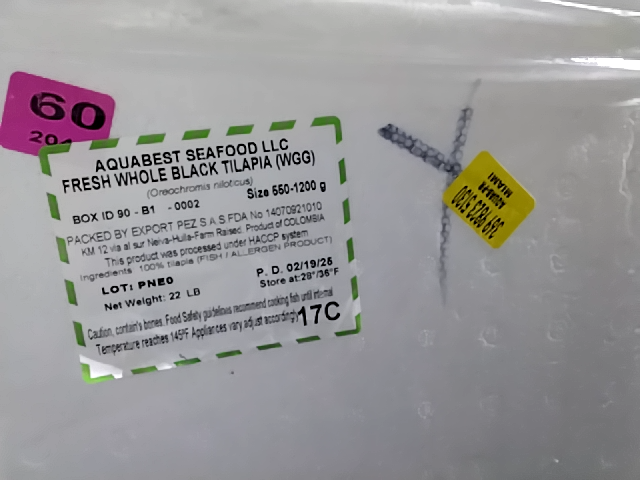 60
AQUABEST SEAFOOD LLC
FRESH WHOLE BLACK TILAPIA (WGG)
(Oreochromis niloticus)
Size 550-1200 g
BOX ID 90 - B1 - 0002
PACKED BY EXPORT PEZ S A S FDA No 14070921010
KM 12 via al sur Neiva-Huila-Farm Raised Product of COLOMBIA
This product was processed under HACCP system
Ingredients: 100% tilapia (FISH / ALLERGEN PRODUCT)
LOT: PNE0
P. D. 02/19/25
Net Weight: 22 LB
Store at:28°/36°F
Caution, contain's bones. Food Safety guidelines recommend cooking fish until internal
Temperature reaches 145ºF Appliances vary adjust accordingly
17C
MIAMI